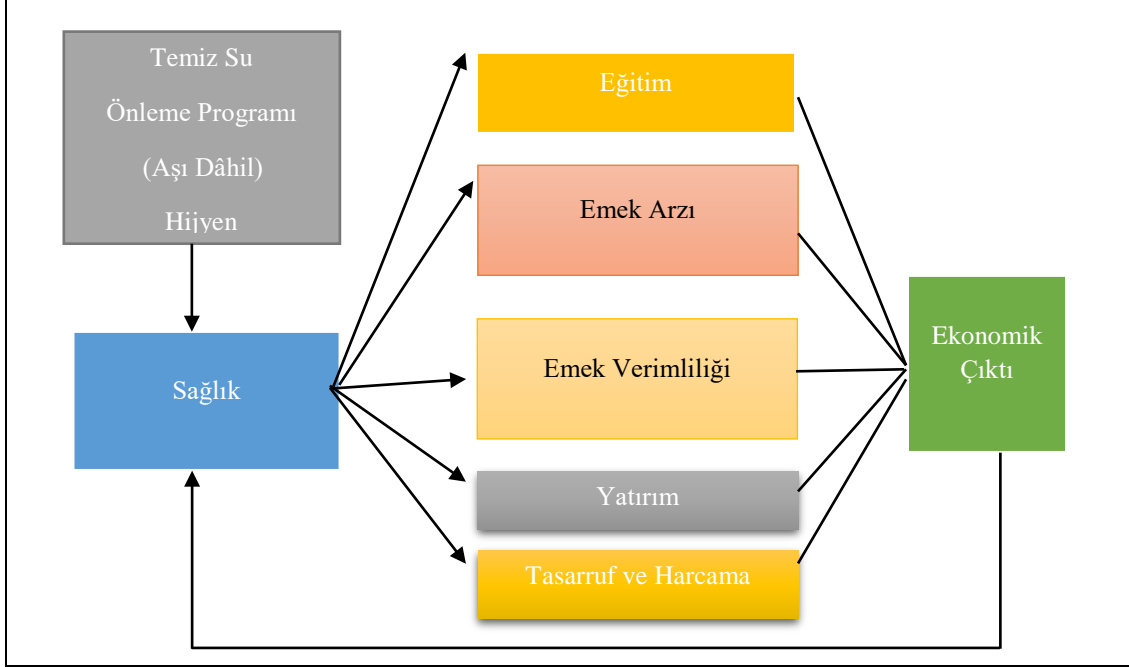 Temiz Su
Önleme Programı
(Aşı Dâhil)
Hijyen
Sağlık
Eğitim
Emek Arzı
Emek Verimliliği
Yatırım
Tasarruf ve Harcama
Ekonomik
Çıktı